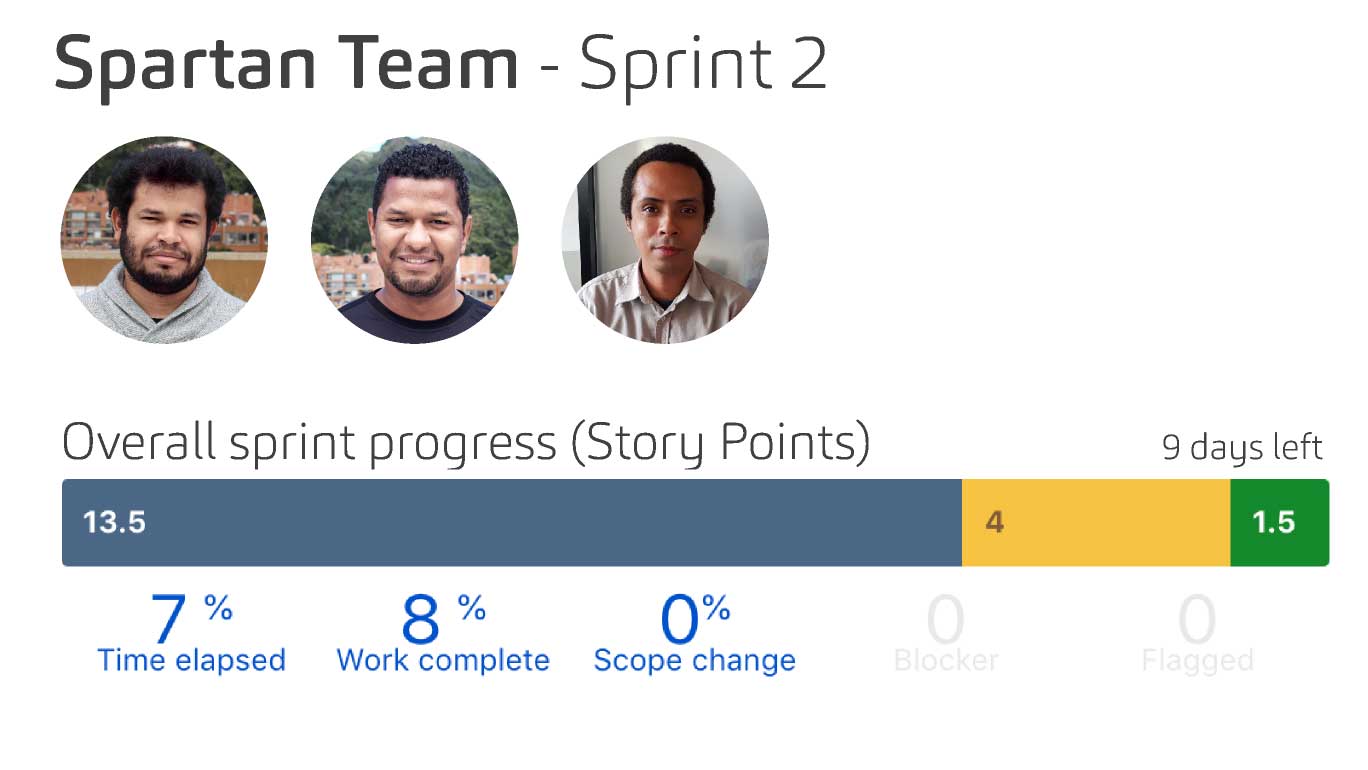 Spartan Team - Sprint 2
Overall sprint progress (Story Points) 9 days left
13.5 4 1.5
7 % 8 % 0% 0 0
Time elapsed Work complete Scope change Blocker Flagged